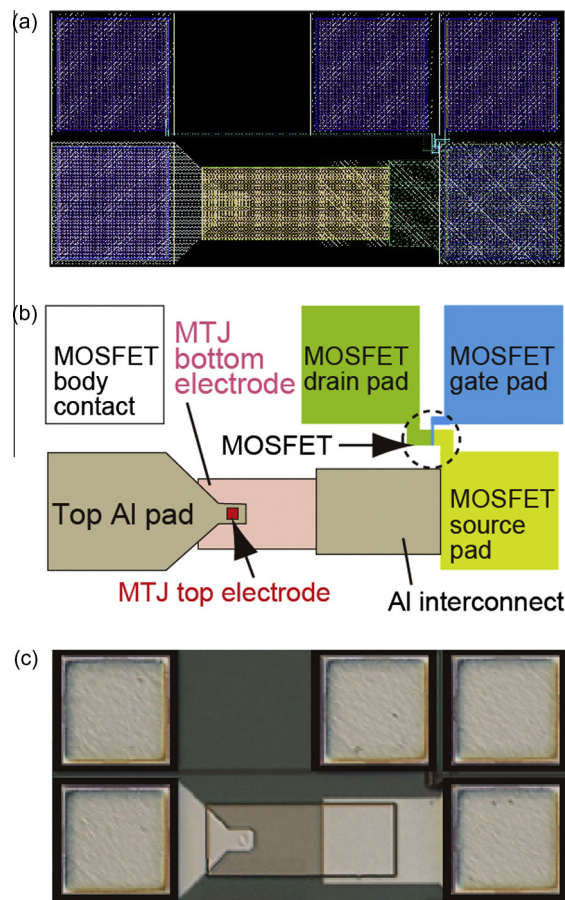 (a)
(b)
MOSFET
body
contact
MTJ
bottom
electrode
MOSFET
drain pad
MOSFET
gate pad
MOSFET
Top Al pad
MOSFET
source
pad
MTJ top electrode
Al interconnect
(c)